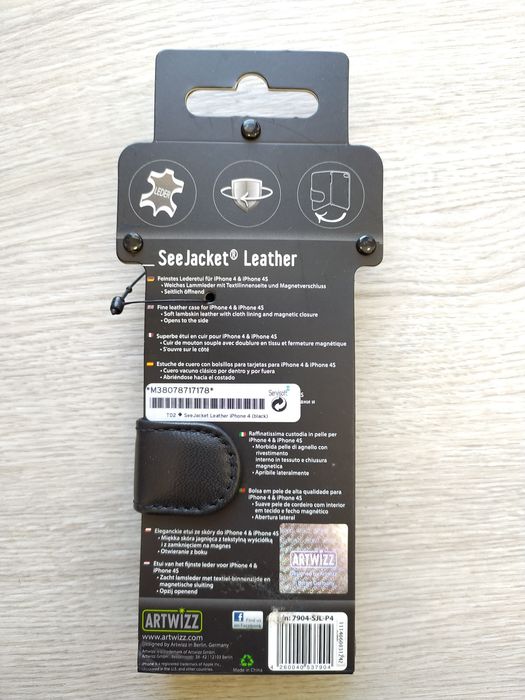 LEDER
SeeJacket® Leather
Feinstes Lederetui für iPhone 4 & iPhone 4S
• Weiches Lammleder mit Textilinnenseite und Magnetverschluss
• Seitlich öffnend
Fine leather case for iPhone 4 & iPhone 4S
• Soft lambskin leather with cloth lining and magnetic closure
• Opens to the side
Superbe étui en cuir pour iPhone 4 & iPhone 4S
• Cuir de mouton souple avec doublure en tissu et fermeture magnétique
• S'ouvre sur le côté
Estuche de cuero con bolsillos para tarjetas para iPhone 4 & iPhone 4S
• Cuero vacuno clásico por dentro y por fuera
• Abriéndose hacia el costado
*M38078717178*
Servisoft
T02 ♦ SeeJacket Leather iPhone 4 (black)
Raffinatissima custodia in pelle per
iPhone 4 & iPhone 4S
• Morbida pelle di agnello con
rivestimento
interno in tessuto e chiusura
magnetica
• Apribile lateralmente
Bolsa em pele de alta qualidade para
iPhone 4 & iPhone 4S
• Suave pele de cordeiro com interior
em tecido e fecho magnético
• Abertura lateral
Eleganckie etui ze skóry do iPhone 4 & iPhone 4S
• Miękka skóra jagnięca z tekstylną wyściółką
i z zamknięciem na magnes
• Otwieranie z boku
Etui van het fijnste leder voor iPhone 4 &
iPhone 4S
• Zacht lamsleder met textiel-binnenzijde en
magnetische sluiting
• Opzij openend
ARTWIZZ
Designed by Artwizz
in Berlin, Germany
ARTWIZZ
www.artwizz.com
Designed by Artwizz in Berlin, Germany
Find us
on Facebook
7904-SJL-P4
4 260040 537904